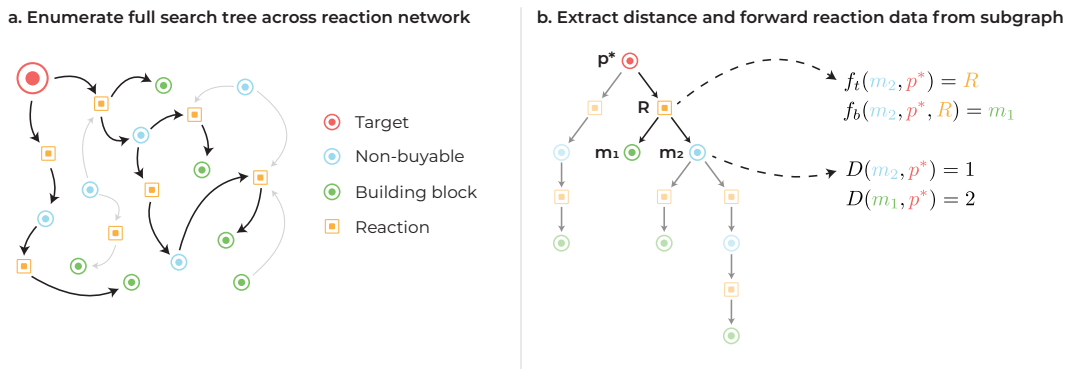 a. Enumerate full search tree across reaction network
Target
Non-buyable
Building block
Reaction
b. Extract distance and forward reaction data from subgraph
p*
R
m₁
m₂
fₜ(m₂, p*) = R
f_b(m₂, p*, R) = m₁
D(m₂, p*) = 1
D(m₁, p*) = 2